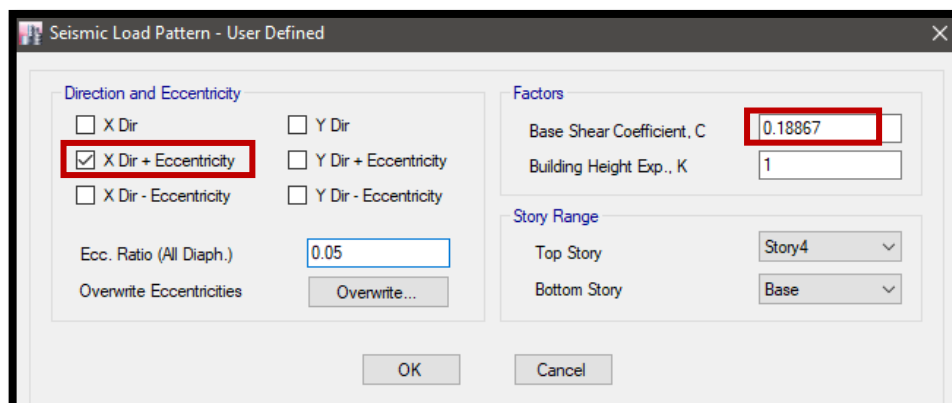 Seismic Load Pattern - User Defined
Direction and Eccentricity
X Dir
Y Dir
X Dir + Eccentricity
Y Dir + Eccentricity
X Dir - Eccentricity
Y Dir - Eccentricity
Ecc. Ratio (All Diaph.)
0.05
Overwrite Eccentricities
Overwrite...
Factors
Base Shear Coefficient, C
0.18867
Building Height Exp., K
1
Story Range
Top Story
Story4
Bottom Story
Base
OK
Cancel